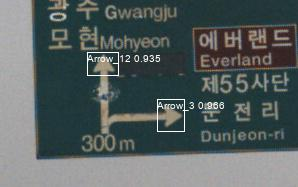 광주 Gwangju
모현 Mohyeon
에버랜드
Everland
제55사단
둔전리
Dunjeon-ri
300m
Arrow_12 0.935
Arrow_3 0.966